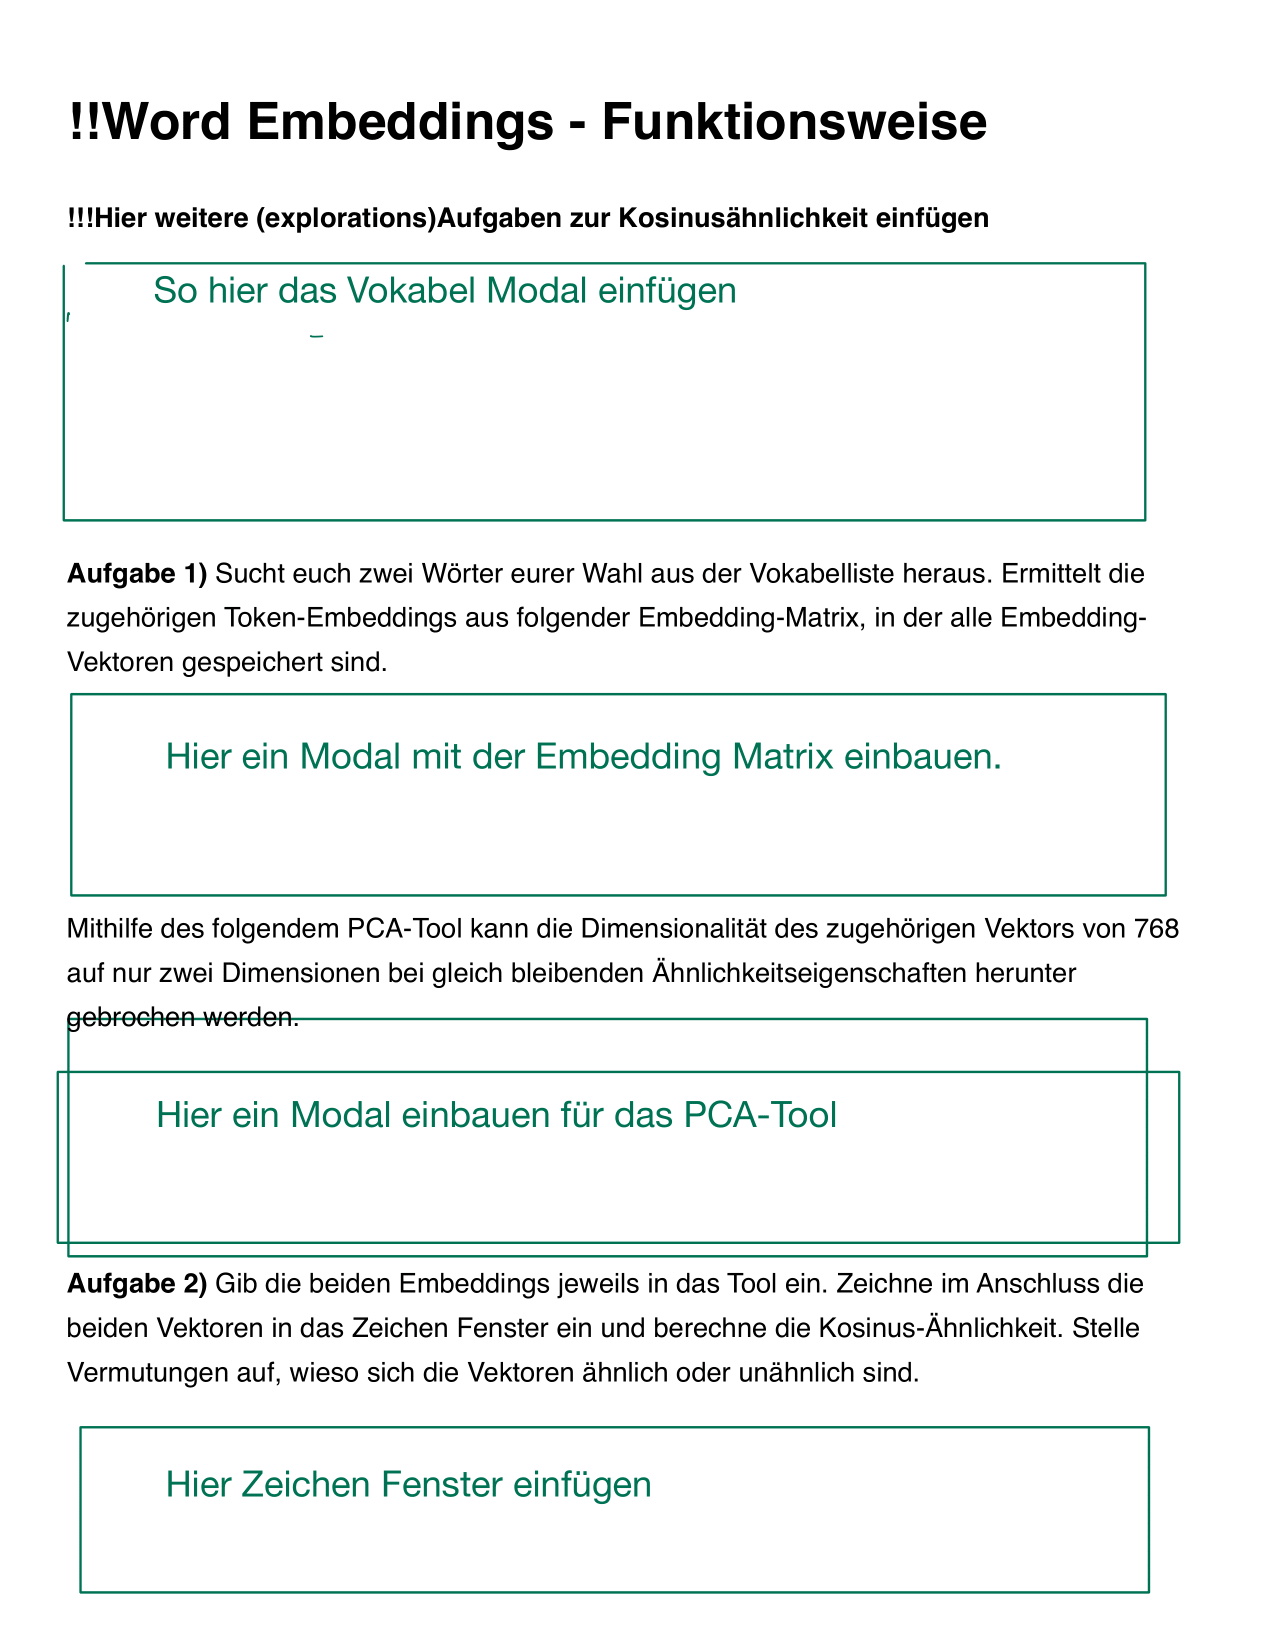 !!Word Embeddings - Funktionsweise
!!!Hier weitere (explorations)Aufgaben zur Kosinusähnlichkeit einfügen
So hier das Vokabel Modal einfügen
Aufgabe 1) Sucht euch zwei Wörter eurer Wahl aus der Vokabelliste heraus. Ermittelt die
zugehörigen Token-Embeddings aus folgender Embedding-Matrix, in der alle Embedding-
Vektoren gespeichert sind.
Hier ein Modal mit der Embedding Matrix einbauen.
Mithilfe des folgendem PCA-Tool kann die Dimensionalität des zugehörigen Vektors von 768
auf nur zwei Dimensionen bei gleich bleibenden Ähnlichkeitseigenschaften herunter
gebrochen werden.
Hier ein Modal einbauen für das PCA-Tool
Aufgabe 2) Gib die beiden Embeddings jeweils in das Tool ein. Zeichne im Anschluss die
beiden Vektoren in das Zeichen Fenster ein und berechne die Kosinus-Ähnlichkeit. Stelle
Vermutungen auf, wieso sich die Vektoren ähnlich oder unähnlich sind.
Hier Zeichen Fenster einfügen